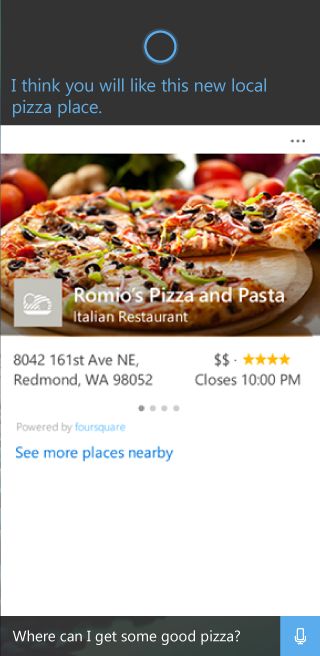 I think you will like this new local
pizza place.
...
Romio's Pizza and Pasta
Italian Restaurant
8042 161st Ave NE,
Redmond, WA 98052
$$ · ★★★★
Closes 10:00 PM
Powered by foursquare
See more places nearby
Where can I get some good pizza?